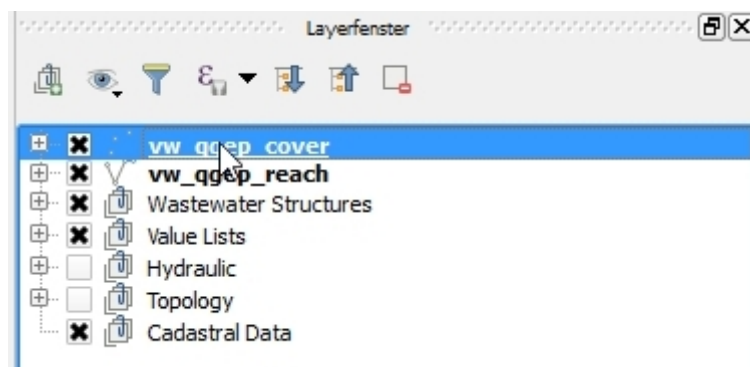 Layerfenster
ε
vw_qgep_cover
vw_qgep_reach
Wastewater Structures
Value Lists
Hydraulic
Topology
Cadastral Data